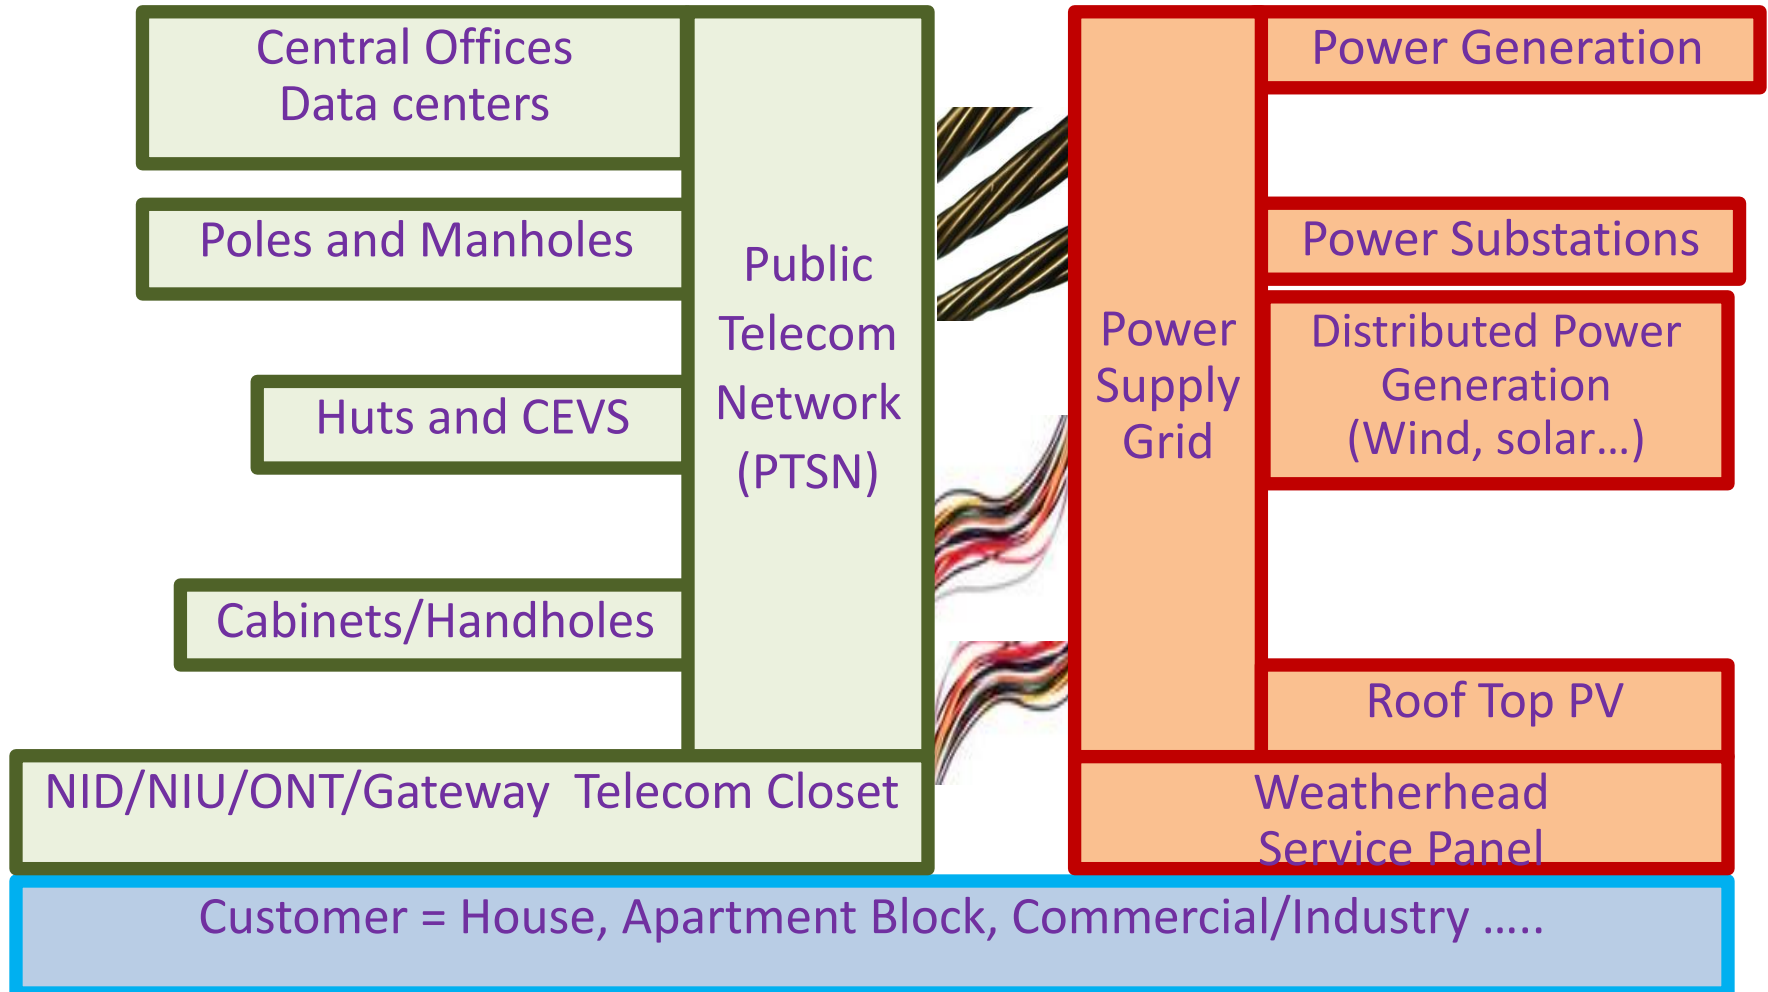 Central Offices
Data centers
Poles and Manholes
Huts and CEVS
Cabinets/Handholes
Public
Telecom
Network
(PTSN)
NID/NIU/ONT/Gateway  Telecom Closet
Power
Supply
Grid
Power Generation
Power Substations
Distributed Power
Generation
(Wind, solar…)
Roof Top PV
Weatherhead
Service Panel
Customer = House, Apartment Block, Commercial/Industry …..